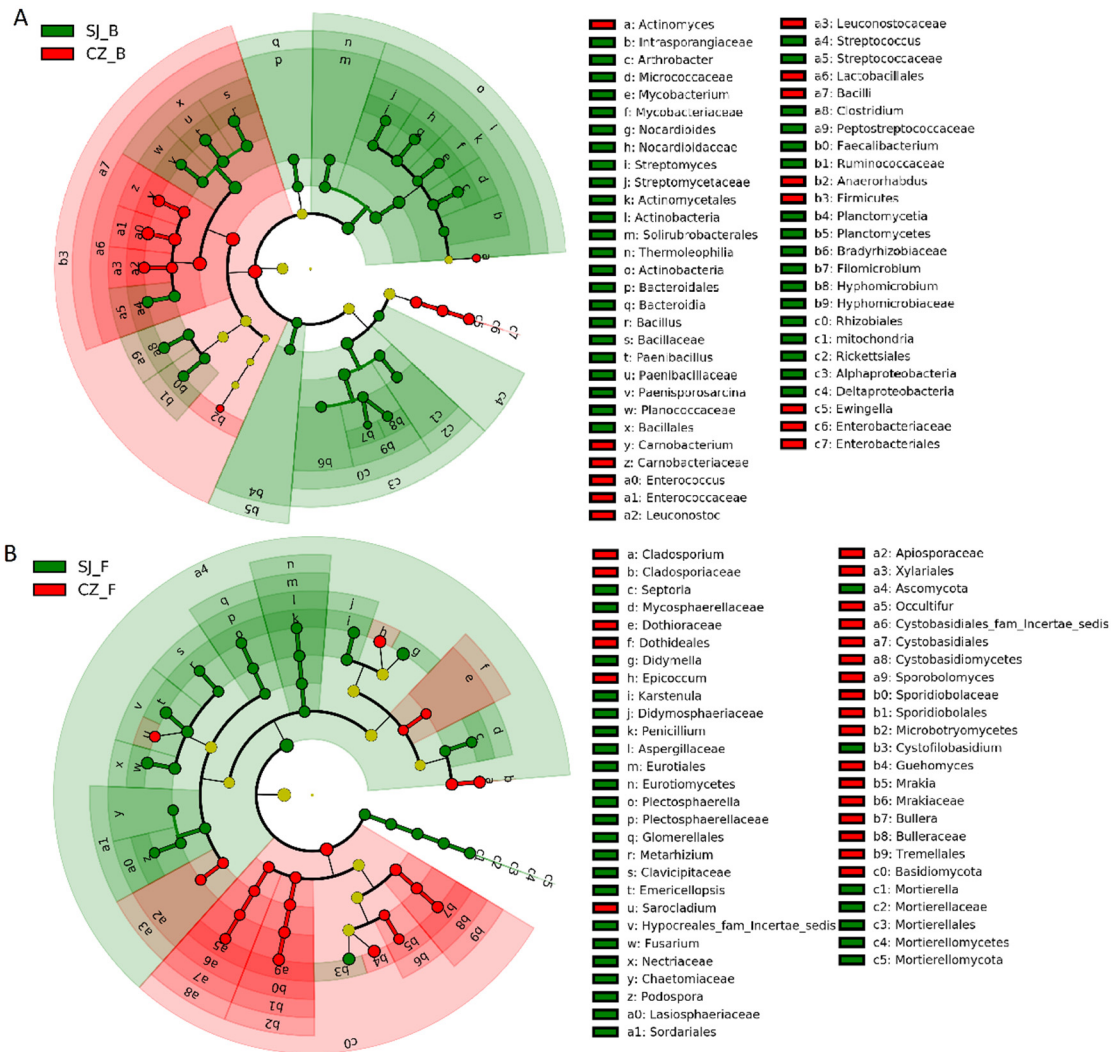 A
SJ_B
CZ_B
a: Actinomyces
b: Intrasporangiaceae
c: Arthrobacter
d: Micrococcaceae
e: Mycobacterium
f: Mycobacteriaceae
g: Nocardioides
h: Nocardioidaceae
i: Streptomyces
j: Streptomycetaceae
k: Actinomycetales
l: Actinobacteria
m: Solirubrobacterales
n: Thermoleophilia
o: Actinobacteria
p: Bacteroidales
q: Bacteroidia
r: Bacillus
s: Bacillaceae
t: Paenibacillus
u: Paenibacillaceae
v: Paenisporosarcina
w: Planococcaceae
x: Bacillales
y: Carnobacterium
z: Carnobacteriaceae
a0: Enterococcus
a1: Enterococcaceae
a2: Leuconostoc
a3: Leuconostocaceae
a4: Streptococcus
a5: Streptococcaceae
a6: Lactobacillales
a7: Bacilli
a8: Clostridium
a9: Peptostreptococcaceae
b0: Faecalibacterium
b1: Ruminococcaceae
b2: Anaerorhabdus
b3: Firmicutes
b4: Planctomycetia
b5: Planctomycetes
b6: Bradyrhizobiaceae
b7: Filomicrobium
b8: Hyphomicrobium
b9: Hyphomicrobiaceae
c0: Rhizobiales
c1: mitochondria
c2: Rickettsiales
c3: Alphaproteobacteria
c4: Deltaproteobacteria
c5: Ewingella
c6: Enterobacteriaceae
c7: Enterobacteriales
B
SJ_F
CZ_F
a: Cladosporium
b: Cladosporiaceae
c: Septoria
d: Mycosphaerellaceae
e: Dothioraceae
f: Dothideales
g: Didymella
h: Epicoccum
i: Karstenula
j: Didymosphaeriaceae
k: Penicillium
l: Aspergillaceae
m: Eurotiales
n: Eurotiomycetes
o: Plectosphaerella
p: Plectosphaerellaceae
q: Glomerellales
r: Metarhizium
s: Clavicipitaceae
t: Emericellopsis
u: Sarocladium
v: Hypocreales_fam_Incertae_sedis
w: Fusarium
x: Nectriaceae
y: Chaetomiaceae
z: Podospora
a0: Lasiosphaeriaceae
a1: Sordariales
a2: Apiosporaceae
a3: Xylariales
a4: Ascomycota
a5: Occultifur
a6: Cystobasidiales_fam_Incertae_sedis
a7: Cystobasidiales
a8: Cystobasidiomycetes
a9: Sporobolomyces
b0: Sporidiobolaceae
b1: Sporidiobolales
b2: Microbotryomycetes
b3: Cystofilobasidium
b4: Guehomyces
b5: Mrakia
b6: Mrakiaceae
b7: Bullera
b8: Bulleraceae
b9: Tremellales
c0: Basidiomycota
c1: Mortierella
c2: Mortierellaceae
c3: Mortierellales
c4: Mortierellomycetes
c5: Mortierellomycota